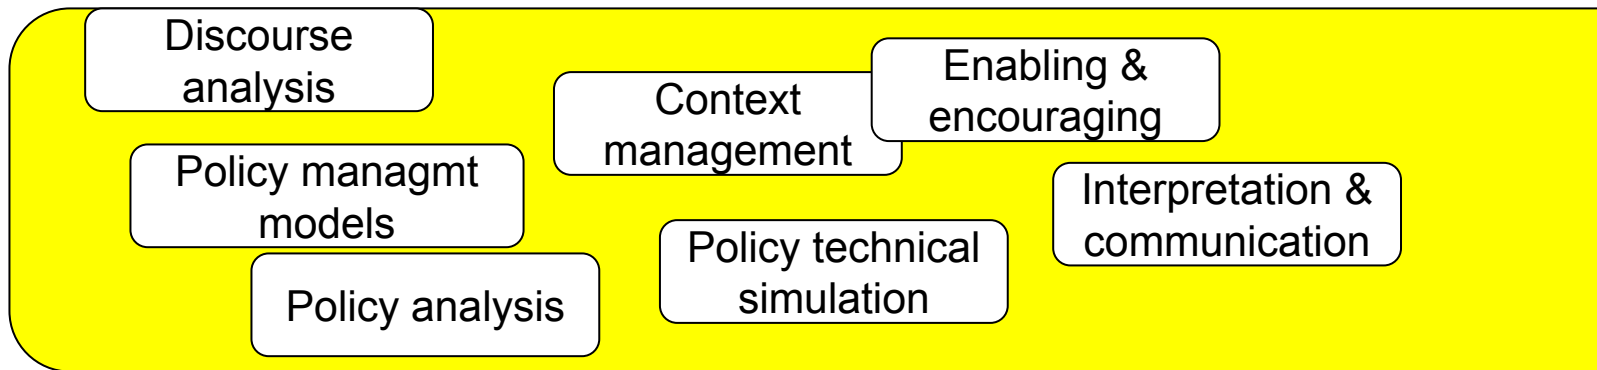 Discourse
analysis
Context
management
Enabling &
encouraging
Policy managmt
models
Interpretation &
communication
Policy technical
simulation
Policy analysis